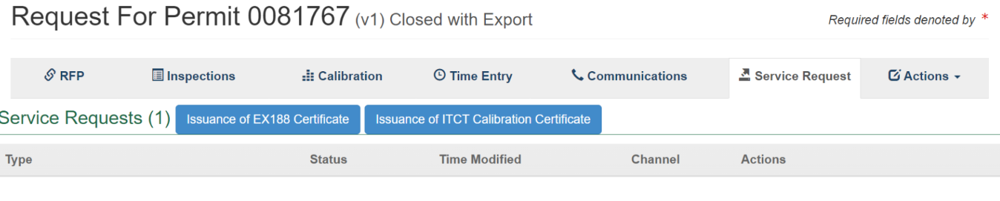 Request For Permit 0081767 (v1) Closed with Export
Required fields denoted by *
RFP Inspections Calibration Time Entry Communications Service Request Actions
Service Requests (1) Issuance of EX188 Certificate Issuance of ITCT Calibration Certificate
Type Status Time Modified Channel Actions